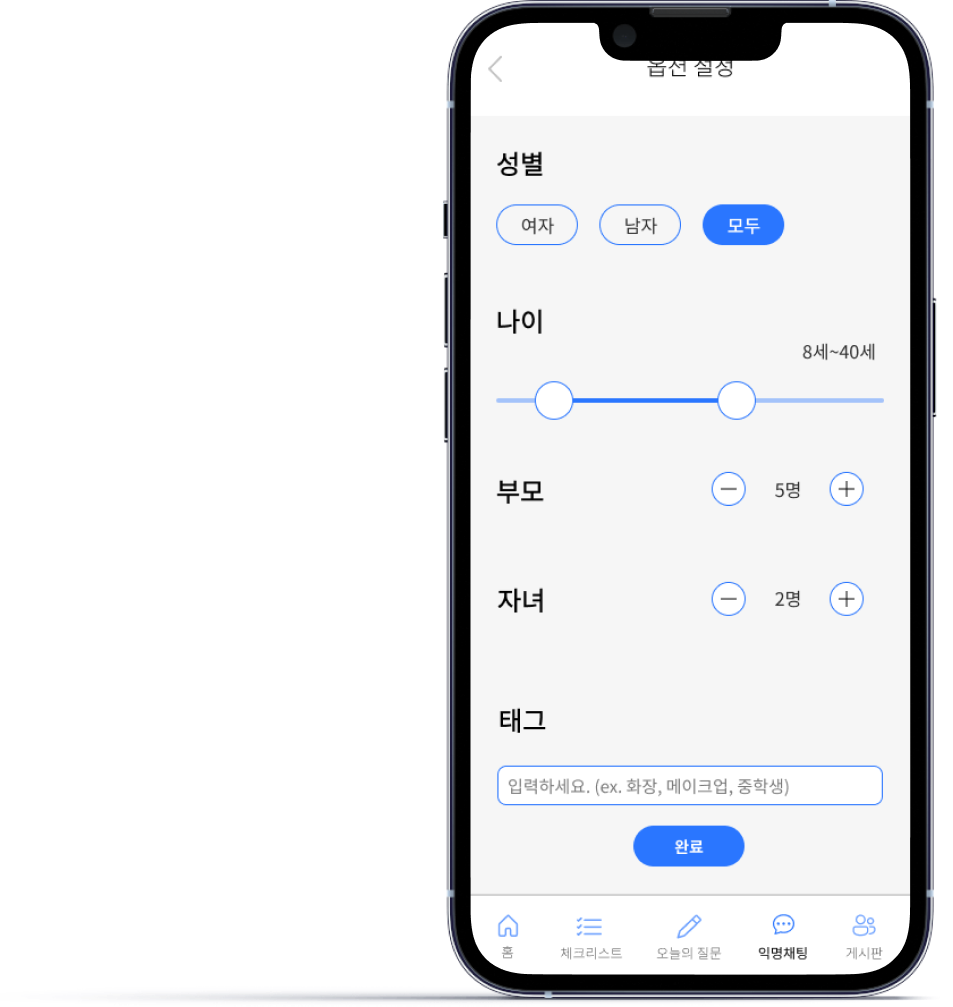 옵션 설정
성별
여자 남자 모두
나이
8세~40세
부모 5명
자녀 2명
태그
입력하세요. (ex. 화장, 메이크업, 중학생)
완료
홈 체크리스트 오늘의 질문 익명채팅 게시판